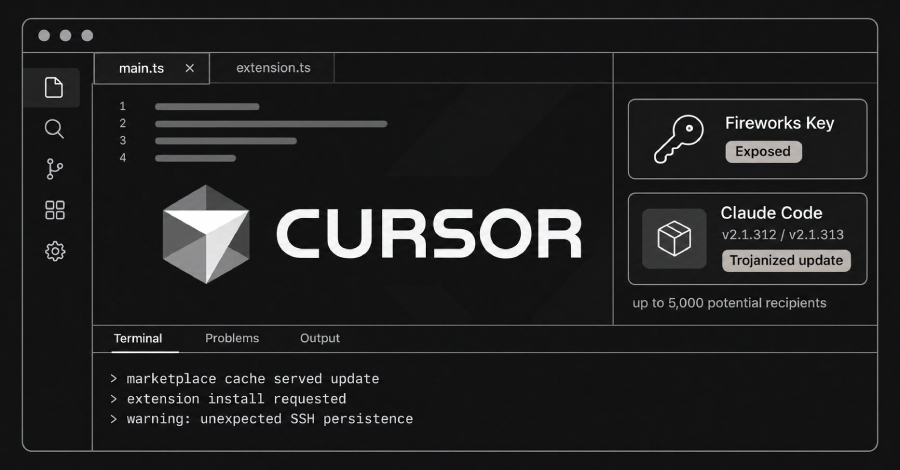 main.ts ×
extension.ts
1
2
3
4
CURSOR
Fireworks Key
Exposed
Claude Code
v2.1.312 / v2.1.313
Trojanized update
up to 5,000 potential recipients
Terminal
Problems
Output
> marketplace cache served update
> extension install requested
> warning: unexpected SSH persistence